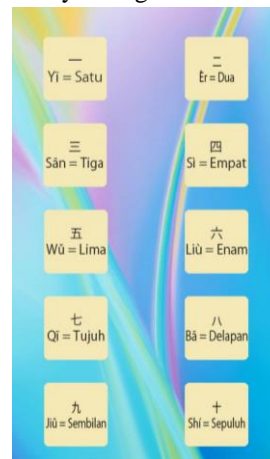 一
Yī = Satu
二
Èr = Dua
三
Sān = Tiga
四
Sì = Empat
五
Wǔ = Lima
六
Liù = Enam
七
Qī = Tujuh
八
Bā = Delapan
九
Jiǔ = Sembilan
十
Shí = Sepuluh